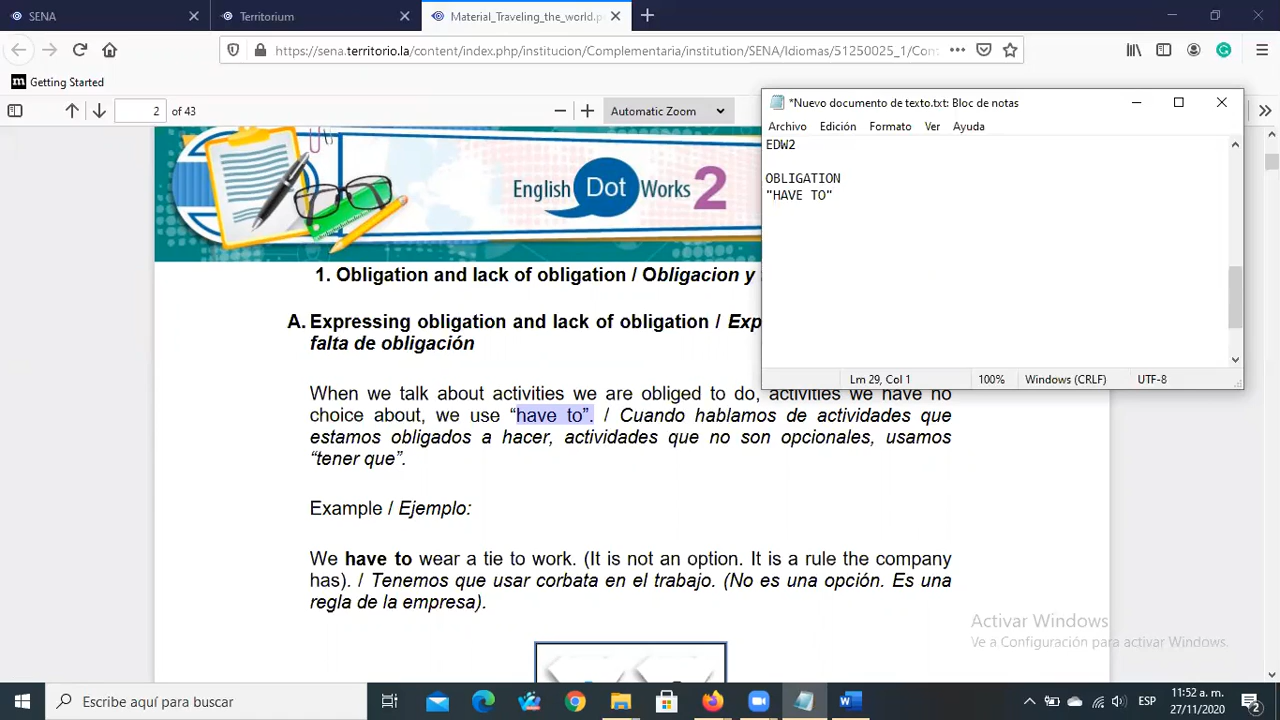 SENA
Territorium
Material_Traveling_the_world.p
https://sena.territorio.la/content/index.php/institucion/Complementaria/institution/SENA/Idiomas/51250025_1/Con
Getting Started
2 of 43
Automatic Zoom
*Nuevo documento de texto.txt: Bloc de notas
Archivo Edición Formato Ver Ayuda
EDW2
OBLIGATION
"HAVE TO"
Lm 29, Col 1 100% Windows (CRLF) UTF-8
English Dot Works 2
1. Obligation and lack of obligation / Obligacion y
A. Expressing obligation and lack of obligation / Exp
falta de obligación
When we talk about activities we are obliged to do, activities we have no
choice about, we use “have to”. / Cuando hablamos de actividades que
estamos obligados a hacer, actividades que no son opcionales, usamos
“tener que”.
Example / Ejemplo:
We have to wear a tie to work. (It is not an option. It is a rule the company
has). / Tenemos que usar corbata en el trabajo. (No es una opción. Es una
regla de la empresa).
Activar Windows
Ve a Configuración para activar Windows.
Escribe aquí para buscar
ESP
11:52 a. m.
27/11/2020
2